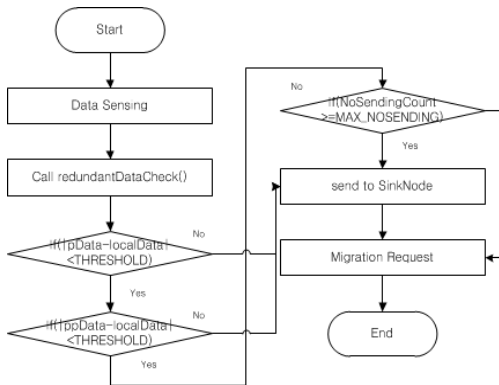 Start
Data Sensing
Call redundantDataCheck()
if(|pData-localData|
<THRESHOLD)
No
Yes
if(|ppData-localData|
<THRESHOLD)
No
Yes
No
if(NoSendingCount
>=MAX_NOSENDING)
Yes
send to SinkNode
Migration Request
End